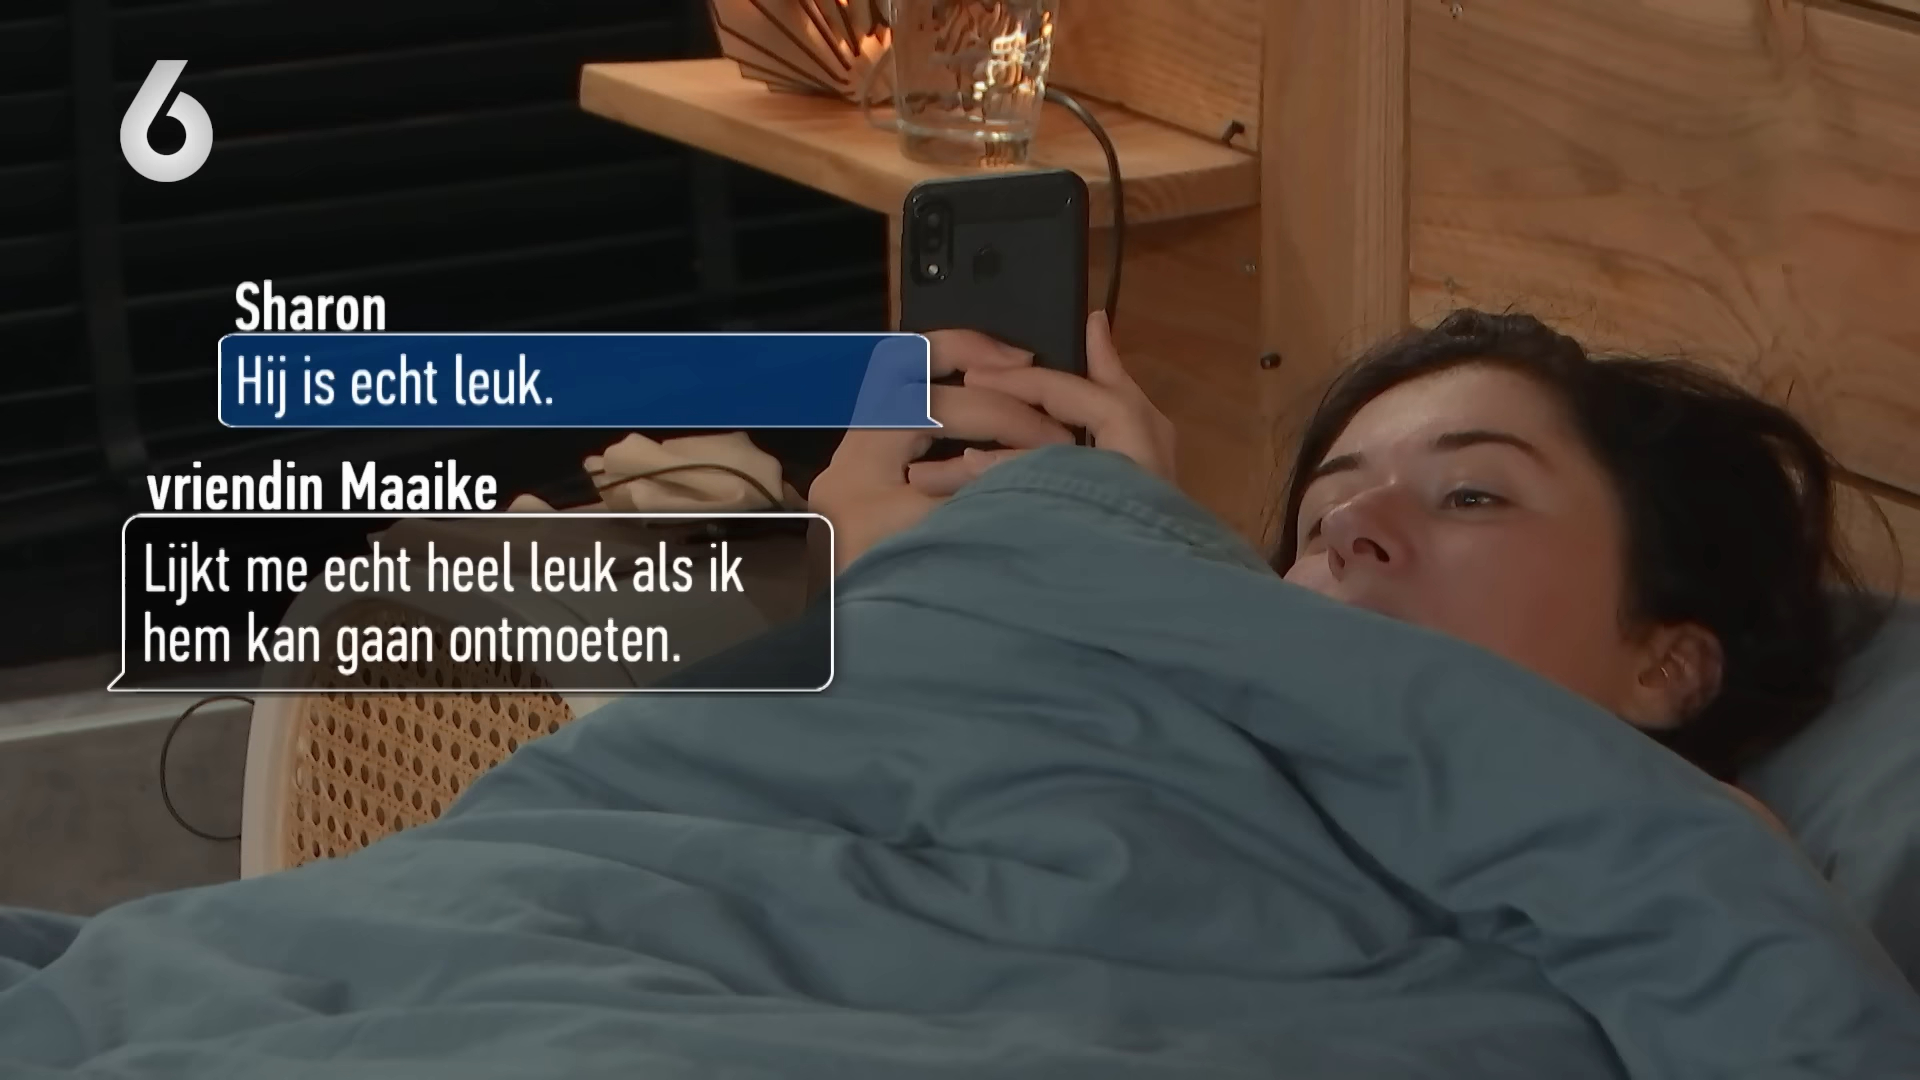 6
Sharon
Hij is echt leuk.
vriendin Maaike
Lijkt me echt heel leuk als ik
hem kan gaan ontmoeten.